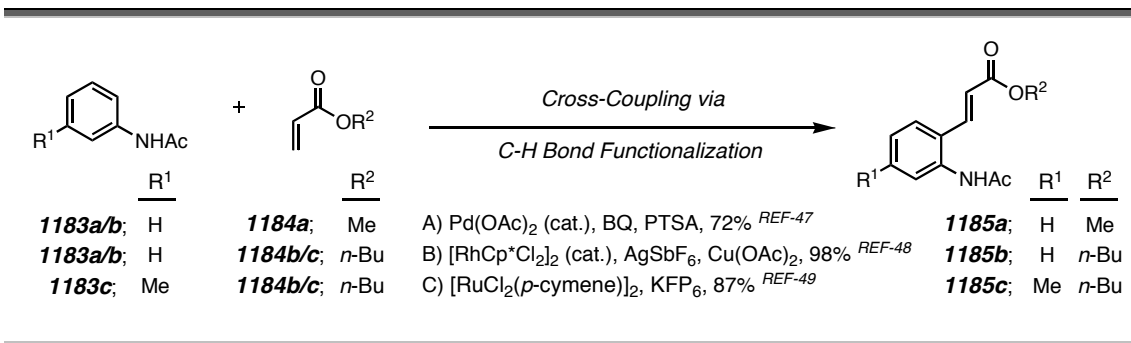 O
OR²
O
Cross-Coupling via
+
OR²
R¹
NHAc
C-H Bond Functionalization
R¹
NHAc
R¹
R²
R¹
R²
1183a/b; H 1184a; Me A) Pd(OAc)₂ (cat.), BQ, PTSA, 72% REF-47 1185a; H Me
1183a/b; H 1184b/c; n-Bu B) [RhCp*Cl₂]₂ (cat.), AgSbF₆, Cu(OAc)₂, 98% REF-48 1185b; H n-Bu
1183c; Me 1184b/c; n-Bu C) [RuCl₂(p-cymene)]₂, KFP₆, 87% REF-49 1185c; Me n-Bu